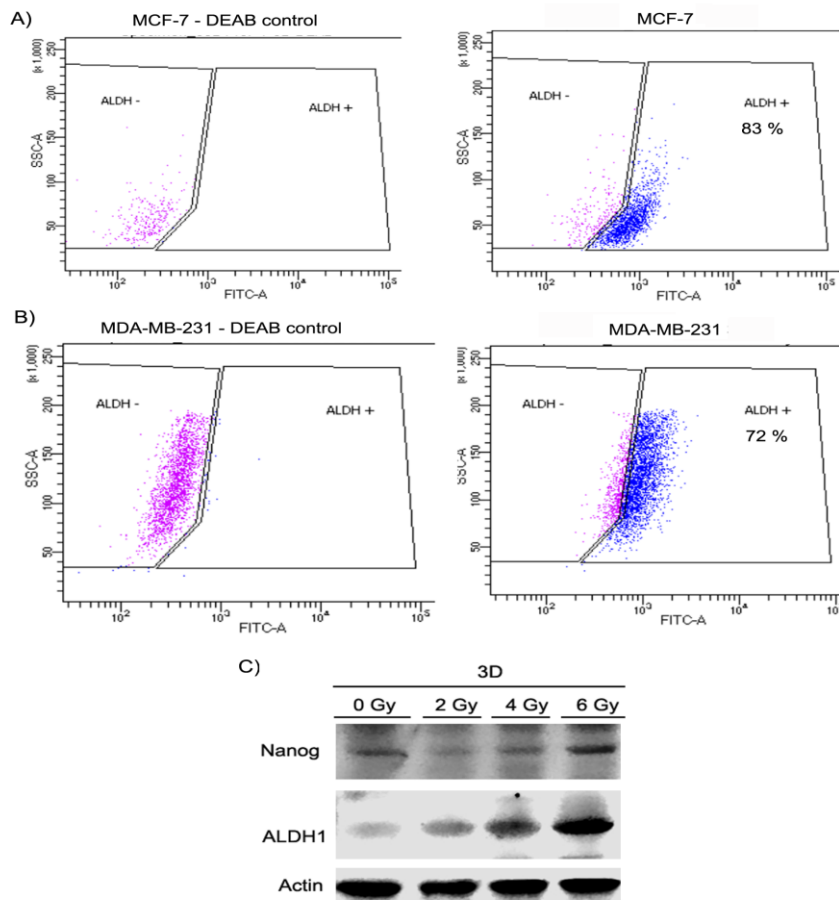 A)
MCF-7 - DEAB control
MCF-7
(x 1,000)
250
200
150
100
50
SSC-A
ALDH -
ALDH +
10² 10³ 10⁴ 10⁵
FITC-A
(x 1,000)
250
200
150
100
50
SSC-A
ALDH -
ALDH +
83 %
10² 10³ 10⁴ 10⁵
FITC-A
B)
MDA-MB-231 - DEAB control
MDA-MB-231
(x 1,000)
250
200
150
100
50
SSC-A
ALDH -
ALDH +
10² 10³ 10⁴ 10⁵
FITC-A
(x 1,000)
250
200
150
100
50
SSC-A
ALDH -
ALDH +
72 %
10² 10³ 10⁴ 10⁵
FITC-A
C)
3D
0 Gy 2 Gy 4 Gy 6 Gy
Nanog
ALDH1
Actin